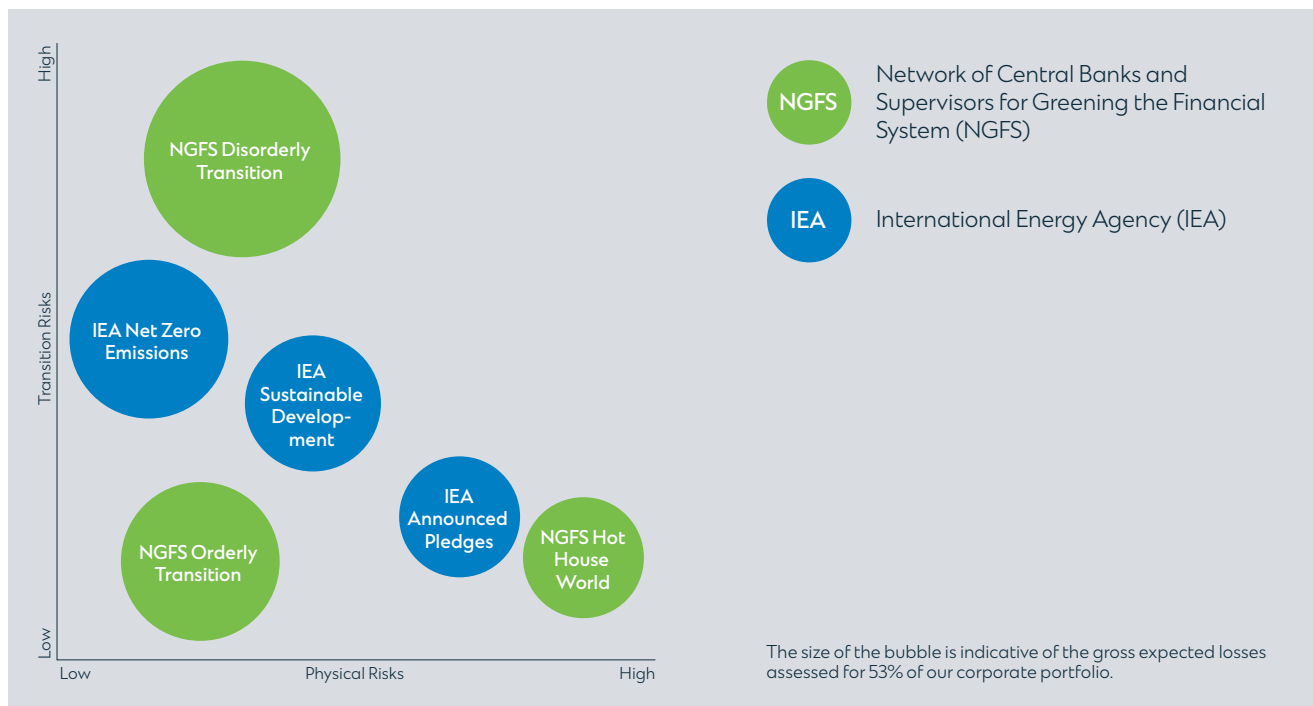 High
Transition Risks
Low
Low
Physical Risks
High
NGFS Disorderly
Transition
IEA Net Zero
Emissions
IEA
Sustainable
Develop-
ment
NGFS Orderly
Transition
IEA
Announced
Pledges
NGFS Hot
House
World
NGFS
Network of Central Banks and
Supervisors for Greening the Financial
System (NGFS)
IEA
International Energy Agency (IEA)
The size of the bubble is indicative of the gross expected losses
assessed for 53% of our corporate portfolio.